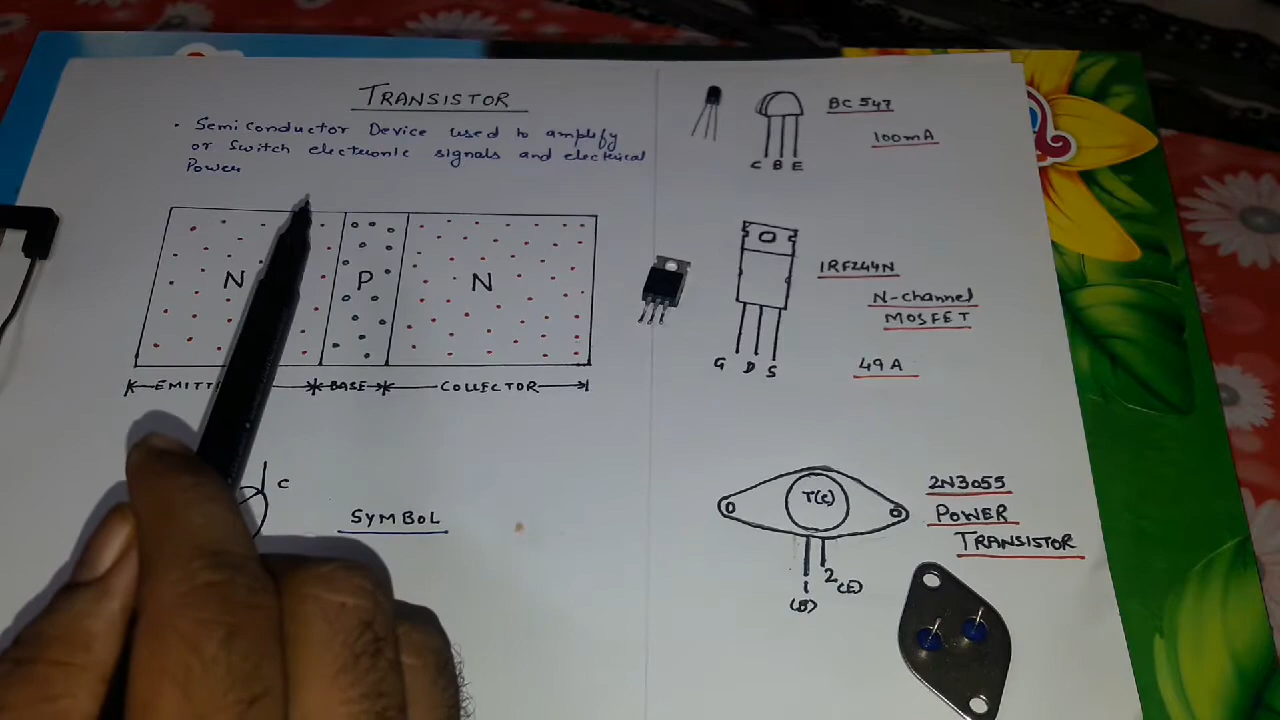 TRANSISTOR
• Semiconductor Device used to amplify
or Switch electronic signals and electrical
Power
N P N
BASE COLLECTOR
C
SYMBOL
BC 547
100mA
C B E
IRFZ44N
N-channel
MOSFET
49A
G D S
T(C)
2N3055
POWER
TRANSISTOR
1 2 (E)
(B)